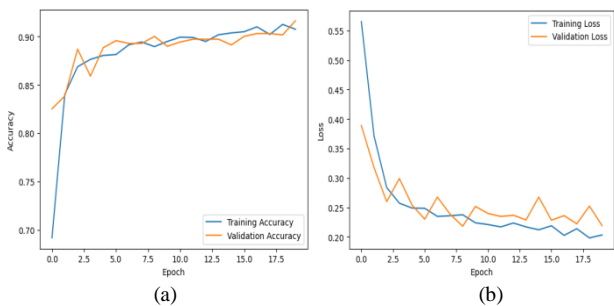 0.90
0.85
0.80
0.75
0.70
Accuracy
0.0 2.5 5.0 7.5 10.0 12.5 15.0 17.5
Epoch
Training Accuracy
Validation Accuracy
(a)
0.55
0.50
0.45
0.40
0.35
0.30
0.25
0.20
Loss
0.0 2.5 5.0 7.5 10.0 12.5 15.0 17.5
Epoch
Training Loss
Validation Loss
(b)